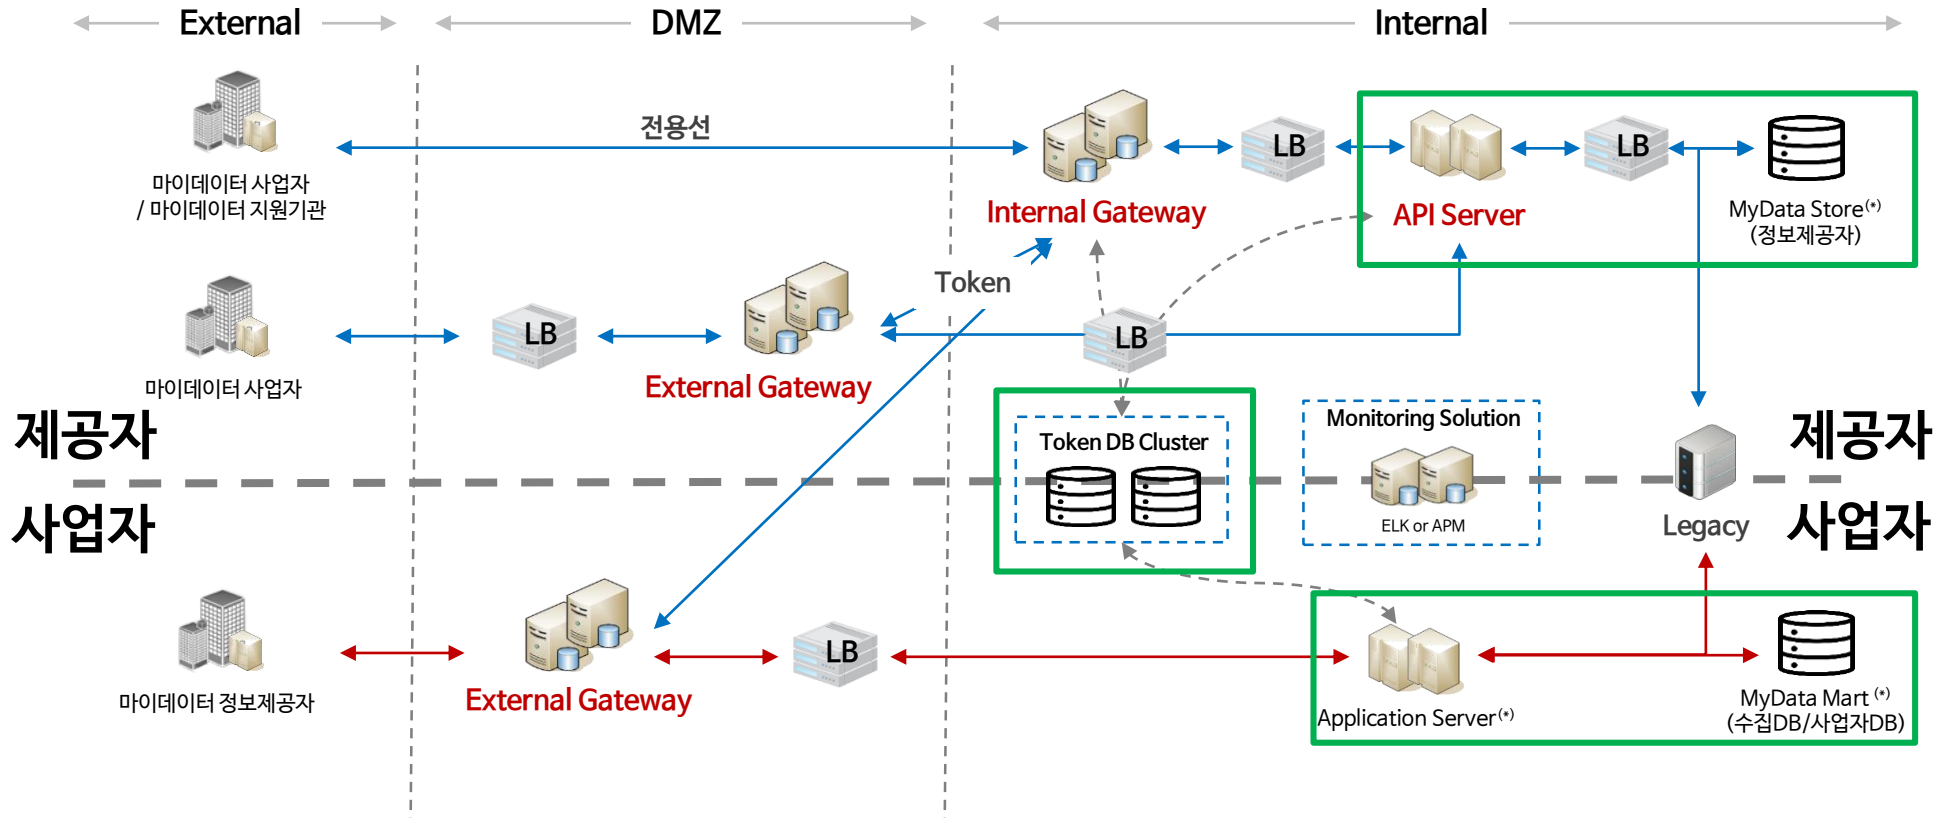 External
DMZ
Internal
전용선
마이데이터 사업자
/ 마이데이터 지원기관
Internal Gateway
LB
API Server
LB
MyData Store(*)
(정보제공자)
마이데이터 사업자
LB
External Gateway
Token
LB
제공자
사업자
Token DB Cluster
Monitoring Solution
ELK or APM
Legacy
제공자
사업자
마이데이터 정보제공자
External Gateway
LB
Application Server(*)
MyData Mart (*)
(수집DB/사업자DB)